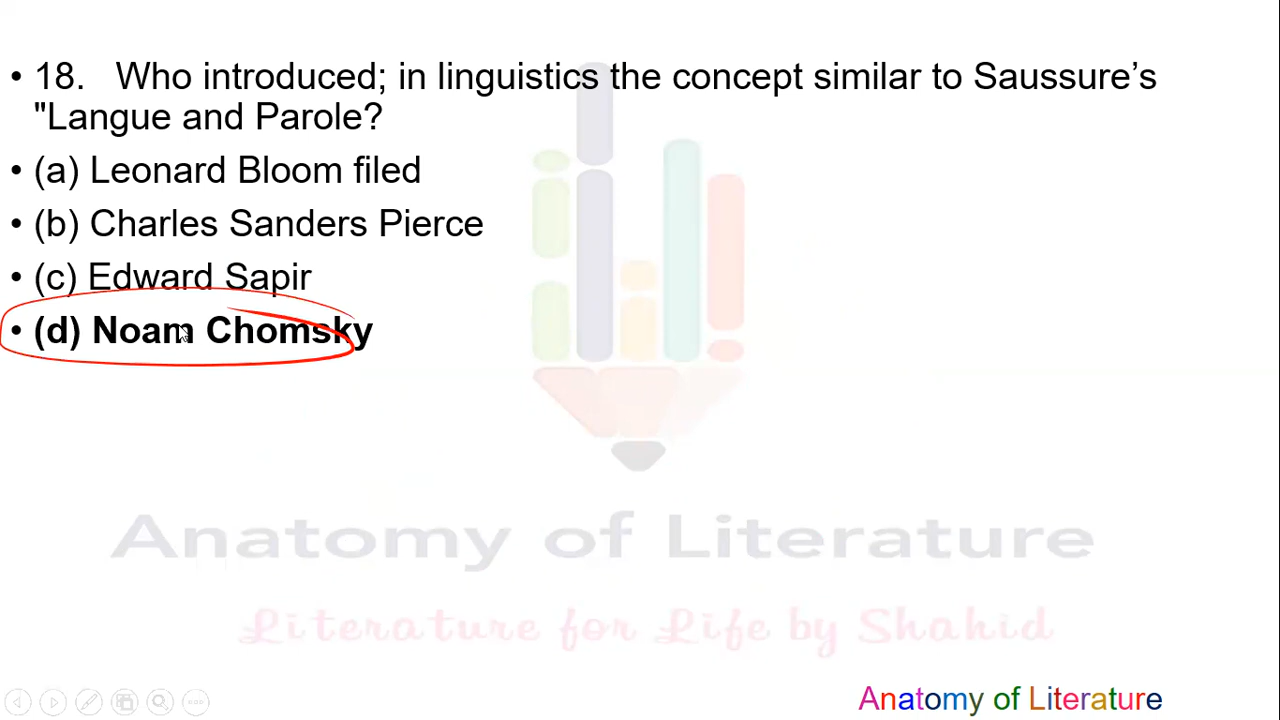 • 18. Who introduced; in linguistics the concept similar to Saussure’s
"Langue and Parole?
• (a) Leonard Bloom filed
• (b) Charles Sanders Pierce
• (c) Edward Sapir
• (d) Noam Chomsky
Anatomy of Literature
Literature for Life by Shahid
Anatomy of Literature